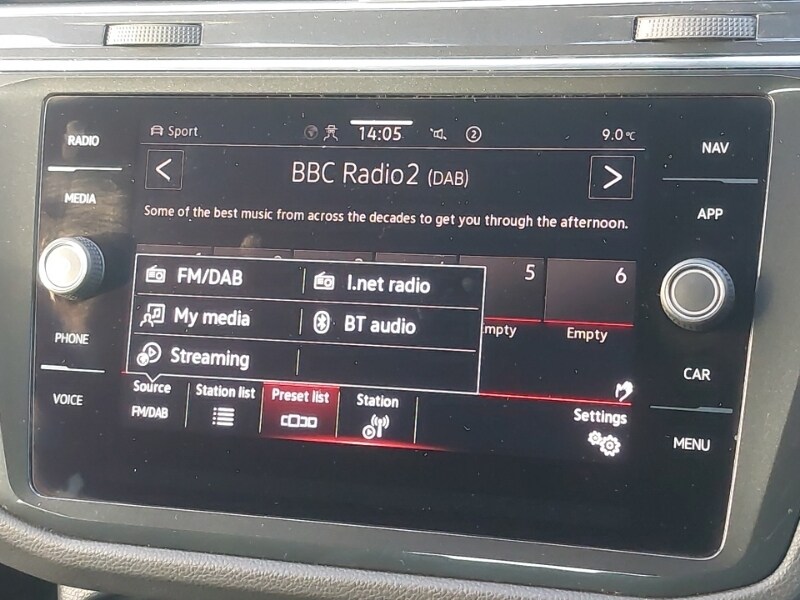 RADIO
MEDIA
PHONE
VOICE
Sport
14:05
2
9.0 °C
BBC Radio2 (DAB)
Some of the best music from across the decades to get you through the afternoon.
5
6
Empty
FM/DAB
I.net radio
My media
BT audio
Streaming
Source
FM/DAB
Station list
Preset list
Station
Settings
NAV
APP
CAR
MENU